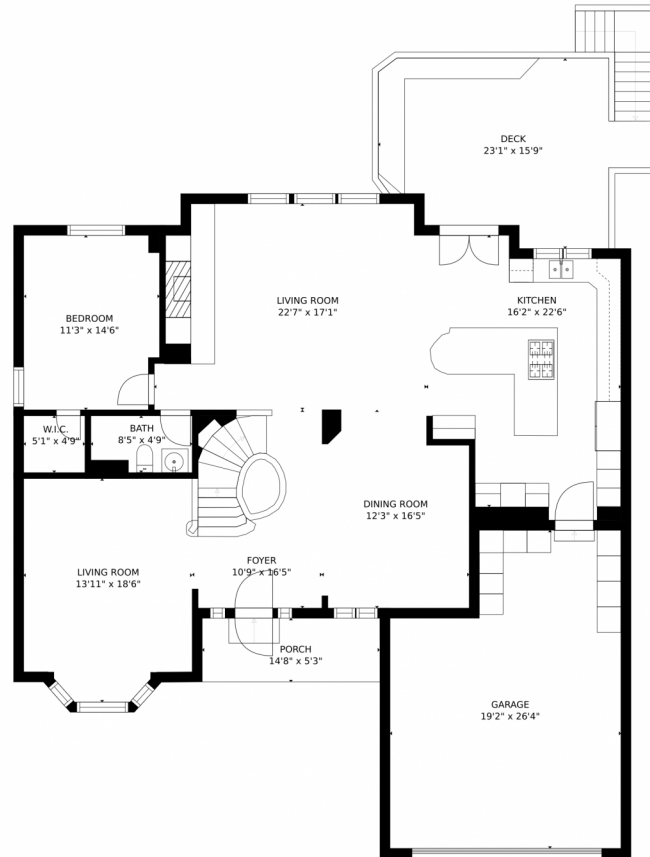 DECK
23'1" x 15'9"
LIVING ROOM
22'7" x 17'1"
KITCHEN
16'2" x 22'6"
BEDROOM
11'3" x 14'6"
W.I.C.
5'1" x 4'9"
BATH
8'5" x 4'9"
DINING ROOM
12'3" x 16'5"
FOYER
10'9" x 16'5"
LIVING ROOM
13'11" x 18'6"
PORCH
14'8" x 5'3"
GARAGE
19'2" x 26'4"